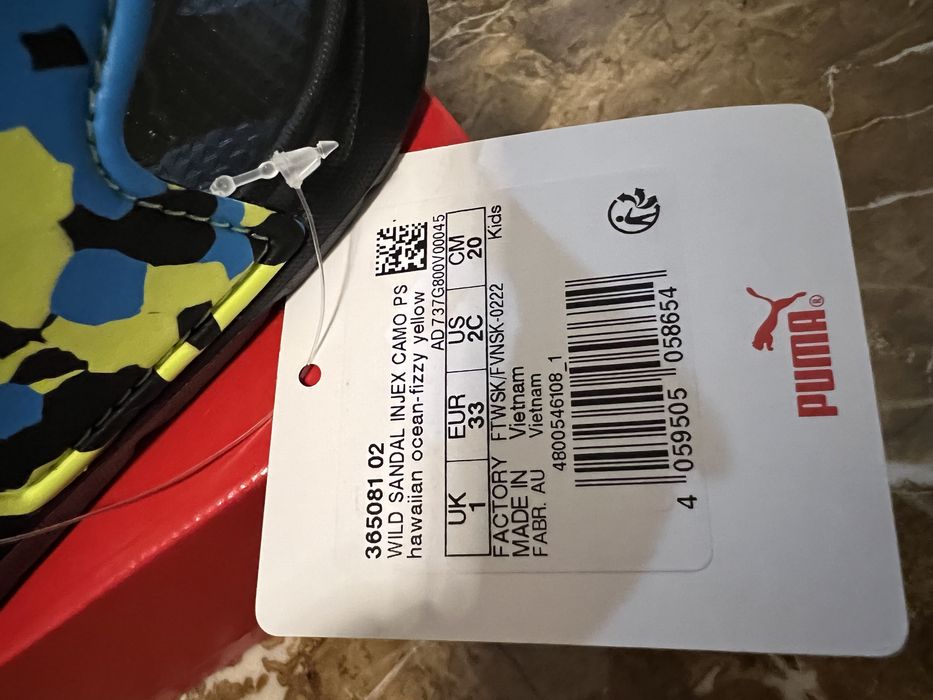 365081 02
WILD SANDAL INJEX CAMO PS
hawaiian ocean-fizzy yellow
AD737G800V00045
UK EUR US CM
1 33 2C 20
FACTORY FTWSK/FVNSK-0222 Kids
MADE IN Vietnam
FABR. AU Vietnam
4800546108_1
4 059505 058654
PUMA®